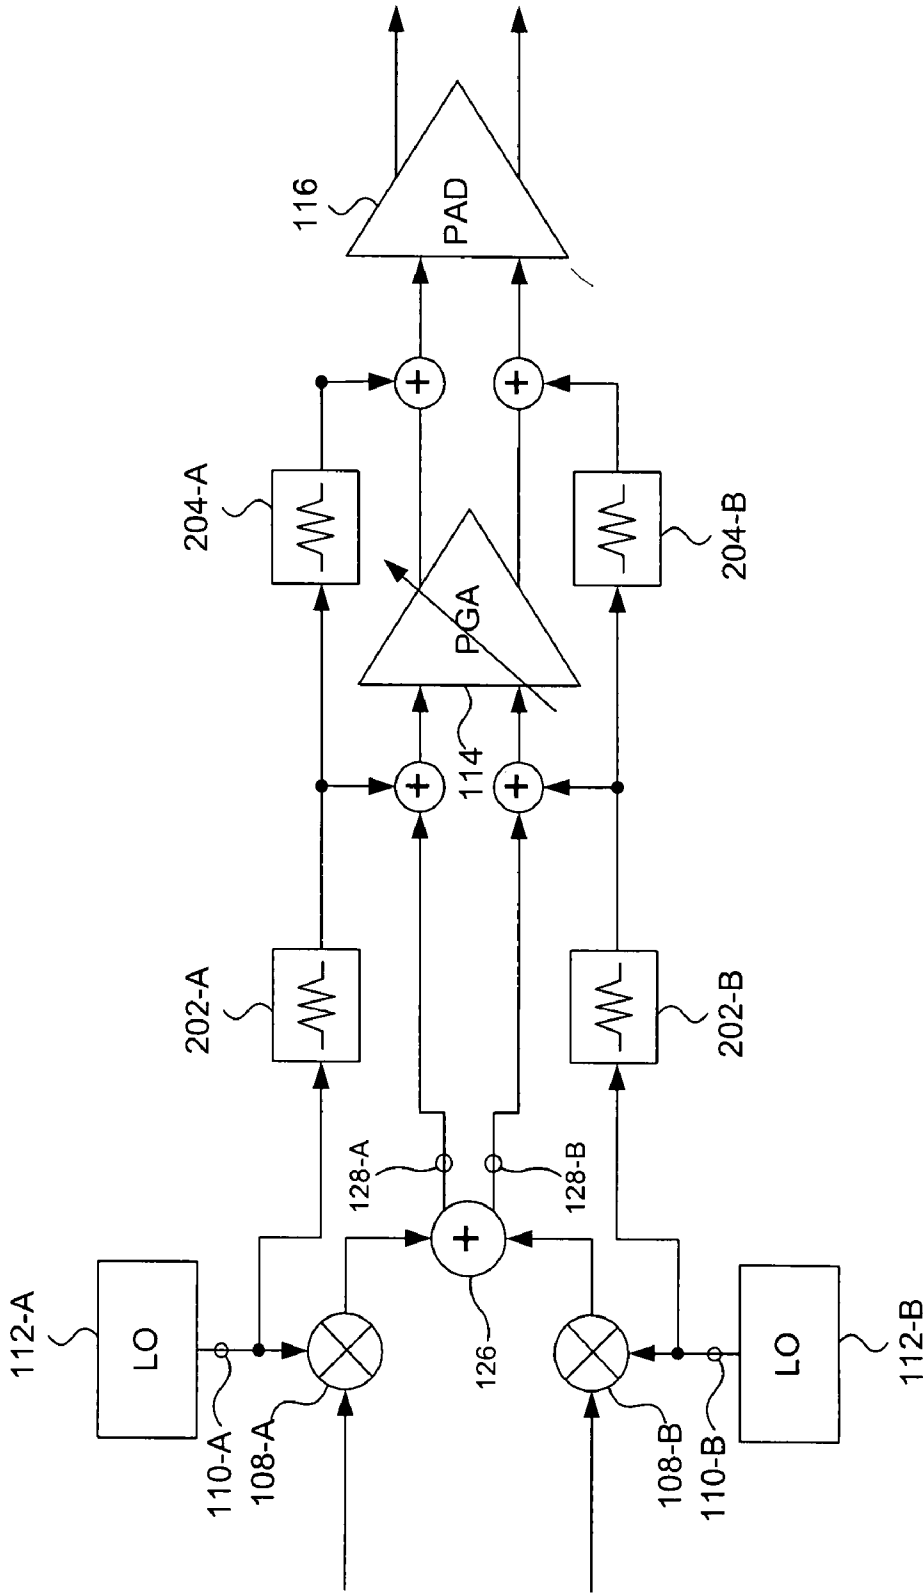 112-A
LO
110-A
108-A
202-A
204-A
116
PAD
PGA
114
+
+
+
+
128-A
128-B
+
126
108-B
110-B
LO
112-B
202-B
204-B